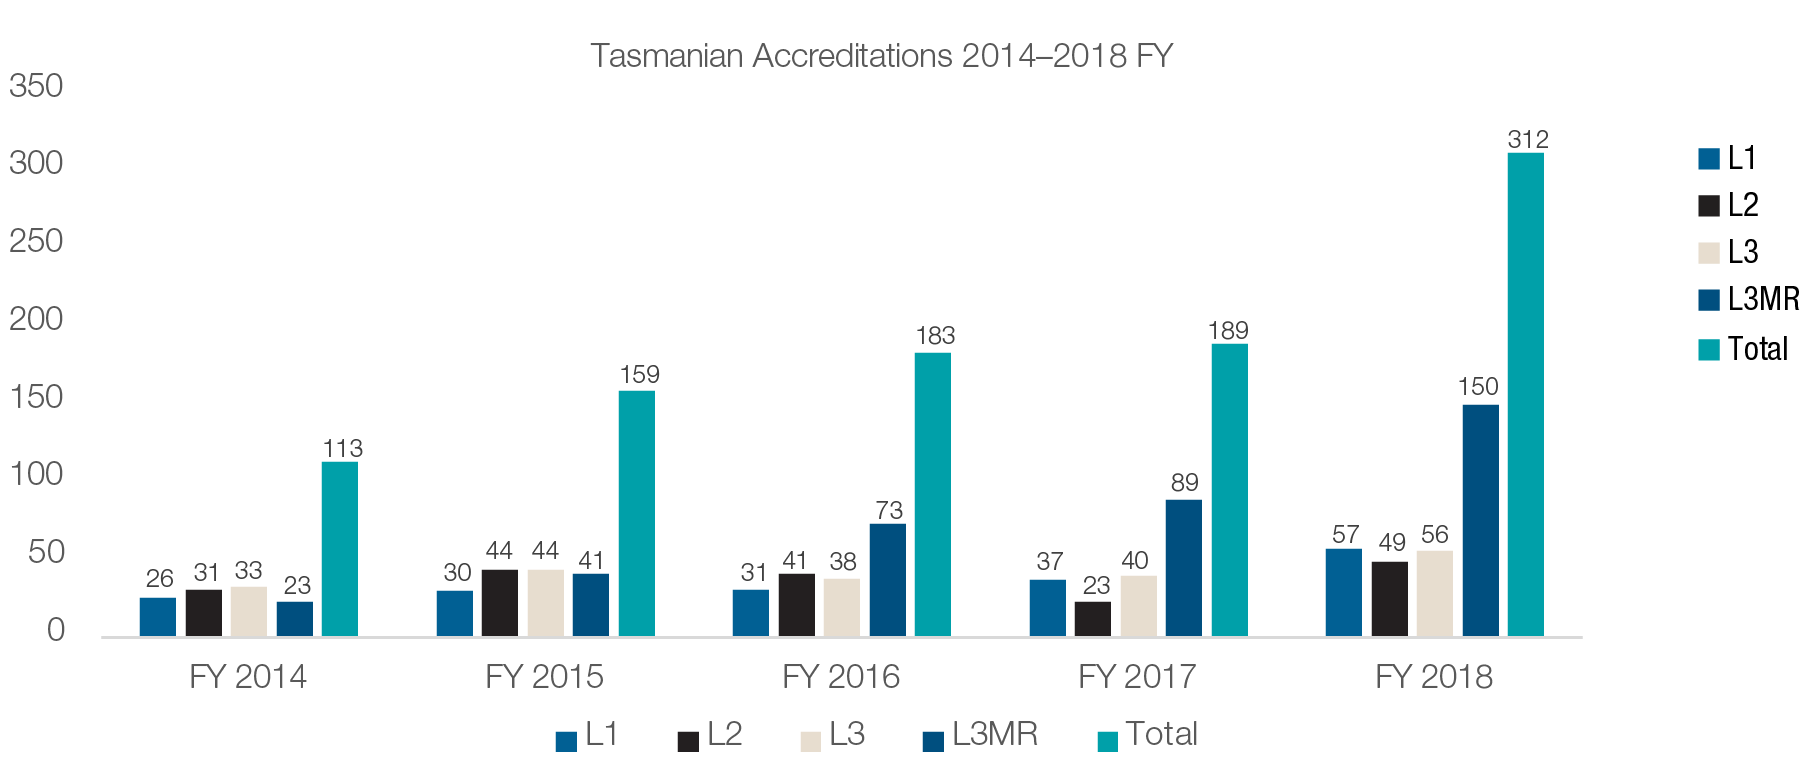 Tasmanian Accreditations 2014–2018 FY
350
300
250
200
150
100
50
0
26 31 33 23 113
30 44 44 41 159
31 41 38 73 183
37 23 40 89 189
57 49 56 150 312
FY 2014 FY 2015 FY 2016 FY 2017 FY 2018
L1 L2 L3 L3MR Total
L1
L2
L3
L3MR
Total